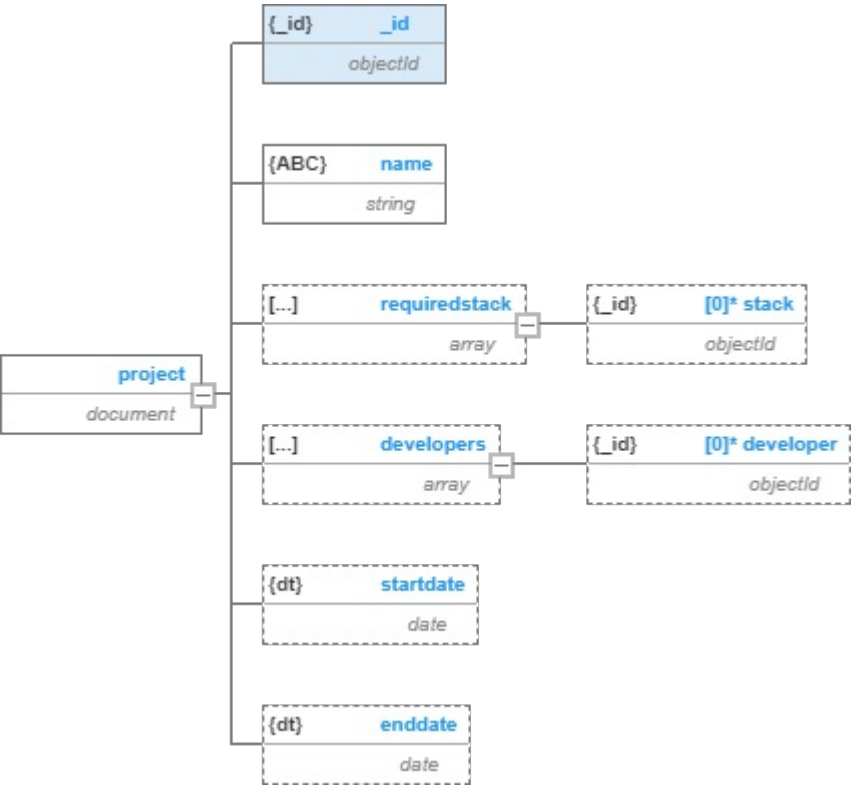 {_id} _id
objectId
{ABC} name
string
[...] requiredstack
array
{_id} [0]* stack
objectId
project
document
[...] developers
array
{_id} [0]* developer
objectId
{dt} startdate
date
{dt} enddate
date